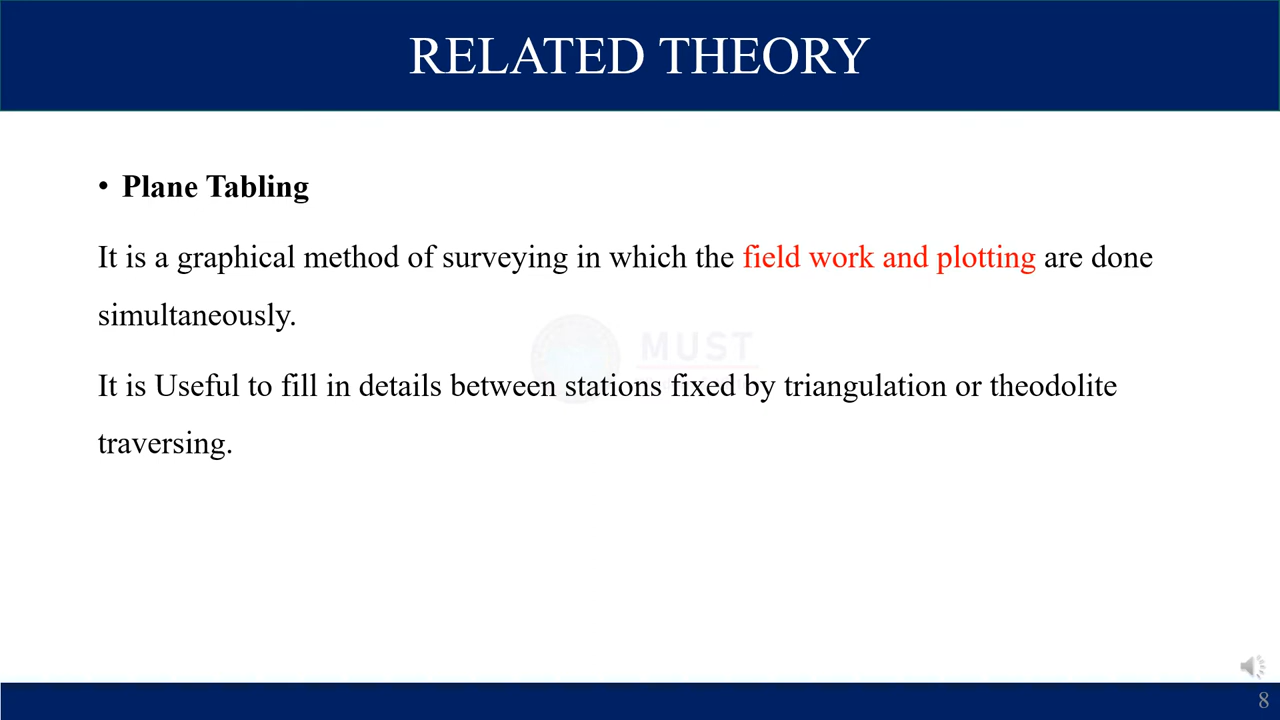 RELATED THEORY
• Plane Tabling
It is a graphical method of surveying in which the field work and plotting are done
simultaneously.
MUST
It is Useful to fill in details between stations fixed by triangulation or theodolite
traversing.
8